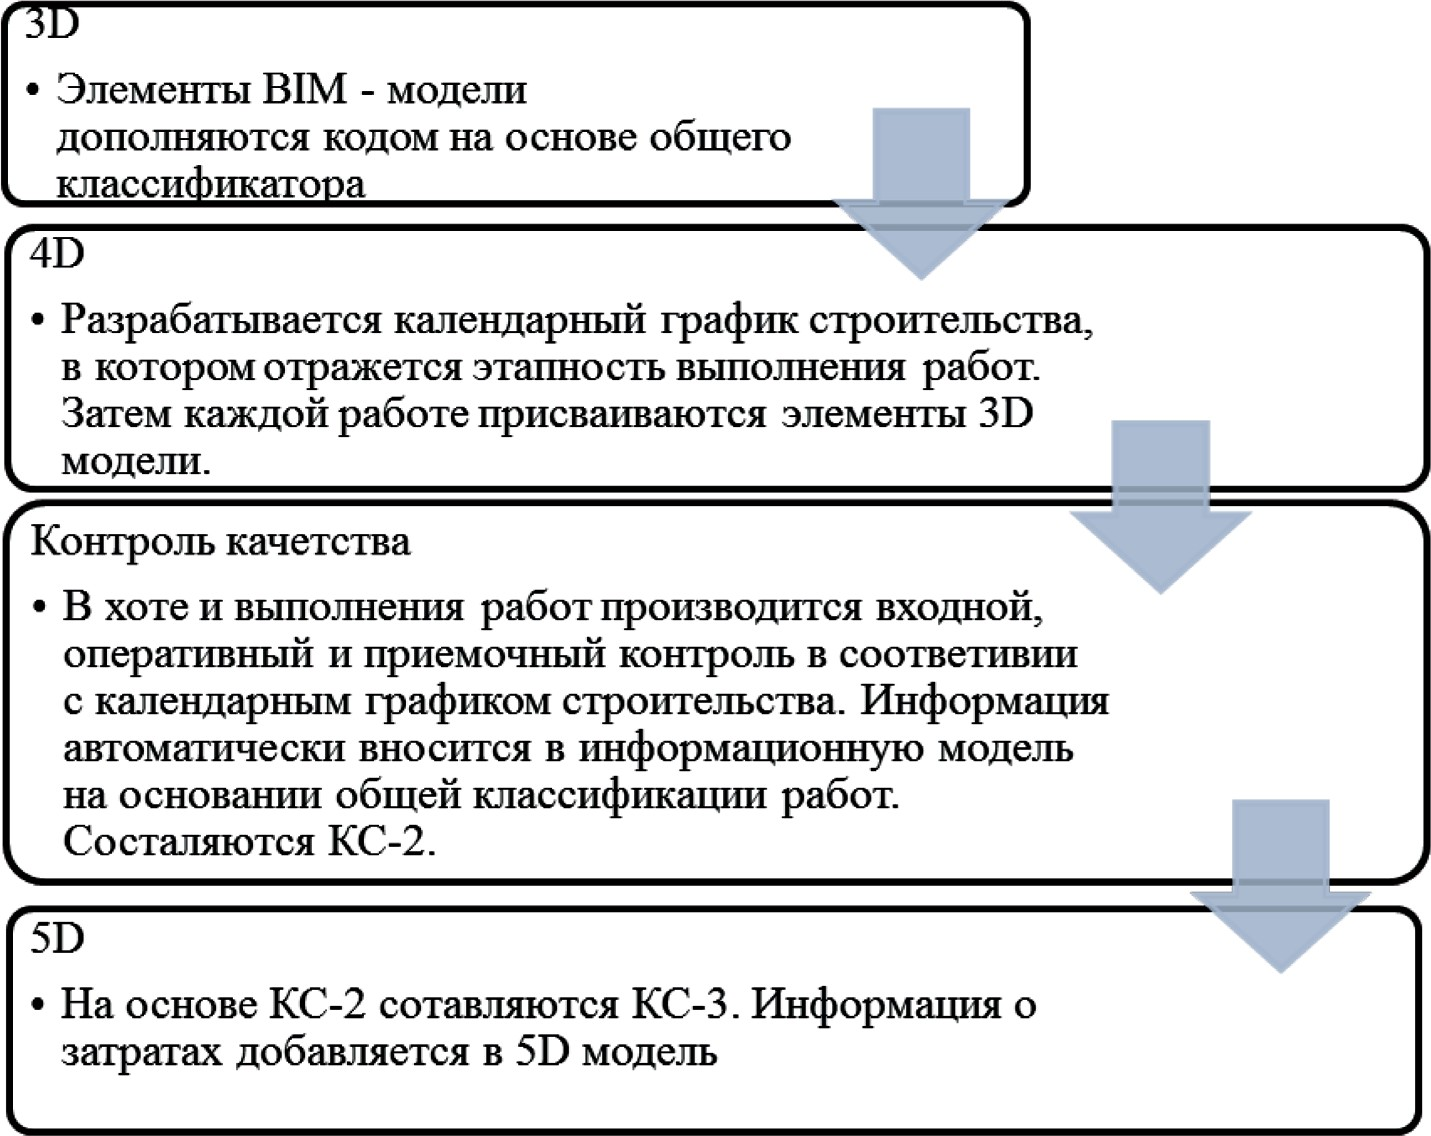 3D
• Элементы BIM - модели
дополняются кодом на основе общего
классификатора
4D
• Разрабатывается календарный график строительства,
в котором отражется этапность выполнения работ.
Затем каждой работе присваиваются элементы 3D
модели.
Контроль качетства
• В хоте и выполнения работ производится входной,
оперативный и приемочный контроль в соответивии
с календарным графиком строительства. Информация
автоматически вносится в информационную модель
на основании общей классификации работ.
Состаляются КС-2.
5D
• На основе КС-2 сотавляются КС-3. Информация о
затратах добавляется в 5D модель